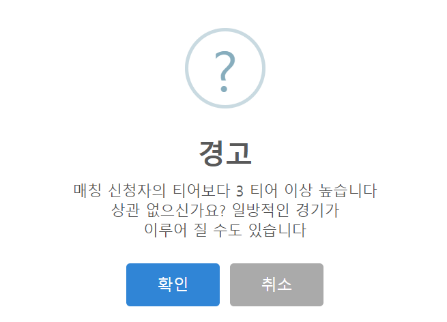 ?
경고
매칭 신청자의 티어보다 3 티어 이상 높습니다
상관 없으신가요? 일방적인 경기가
이루어 질 수도 있습니다
확인 취소